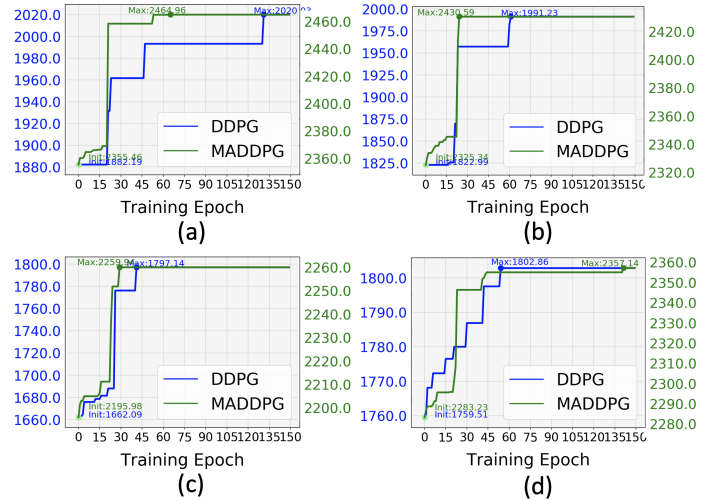 Max:2464.96
2020.0
2000.0
1980.0
1960.0
1940.0
1920.0
1900.0
1880.0
2460.0
2440.0
2420.0
2400.0
2380.0
2360.0
DDPG
MADDPG
Init:2355.46
Init:1882.19
0 15 30 45 60 75 90 105 120 135 150
Training Epoch
(a)
Max:2430.59
Max:1991.23
2000.0
1975.0
1950.0
1925.0
1900.0
1875.0
1850.0
1825.0
2420.0
2400.0
2380.0
2360.0
2340.0
2320.0
DDPG
MADDPG
Init:2325.34
Init:1822.99
0 15 30 45 60 75 90 105 120 135 150
Training Epoch
(b)
Max:1797.14
1800.0
1780.0
1760.0
1740.0
1720.0
1700.0
1680.0
1660.0
2260.0
2250.0
2240.0
2230.0
2220.0
2210.0
2200.0
DDPG
MADDPG
Init:2195.98
Init:1662.09
0 15 30 45 60 75 90 105 120 135 150
Training Epoch
(c)
Max:1802.86
Max:2357.14
1800.0
1780.0
1760.0
2360.0
2350.0
2340.0
2330.0
2320.0
2310.0
2300.0
2290.0
2280.0
DDPG
MADDPG
Init:2283.23
Init:1759.51
0 15 30 45 60 75 90 105 120 135 150
Training Epoch
(d)